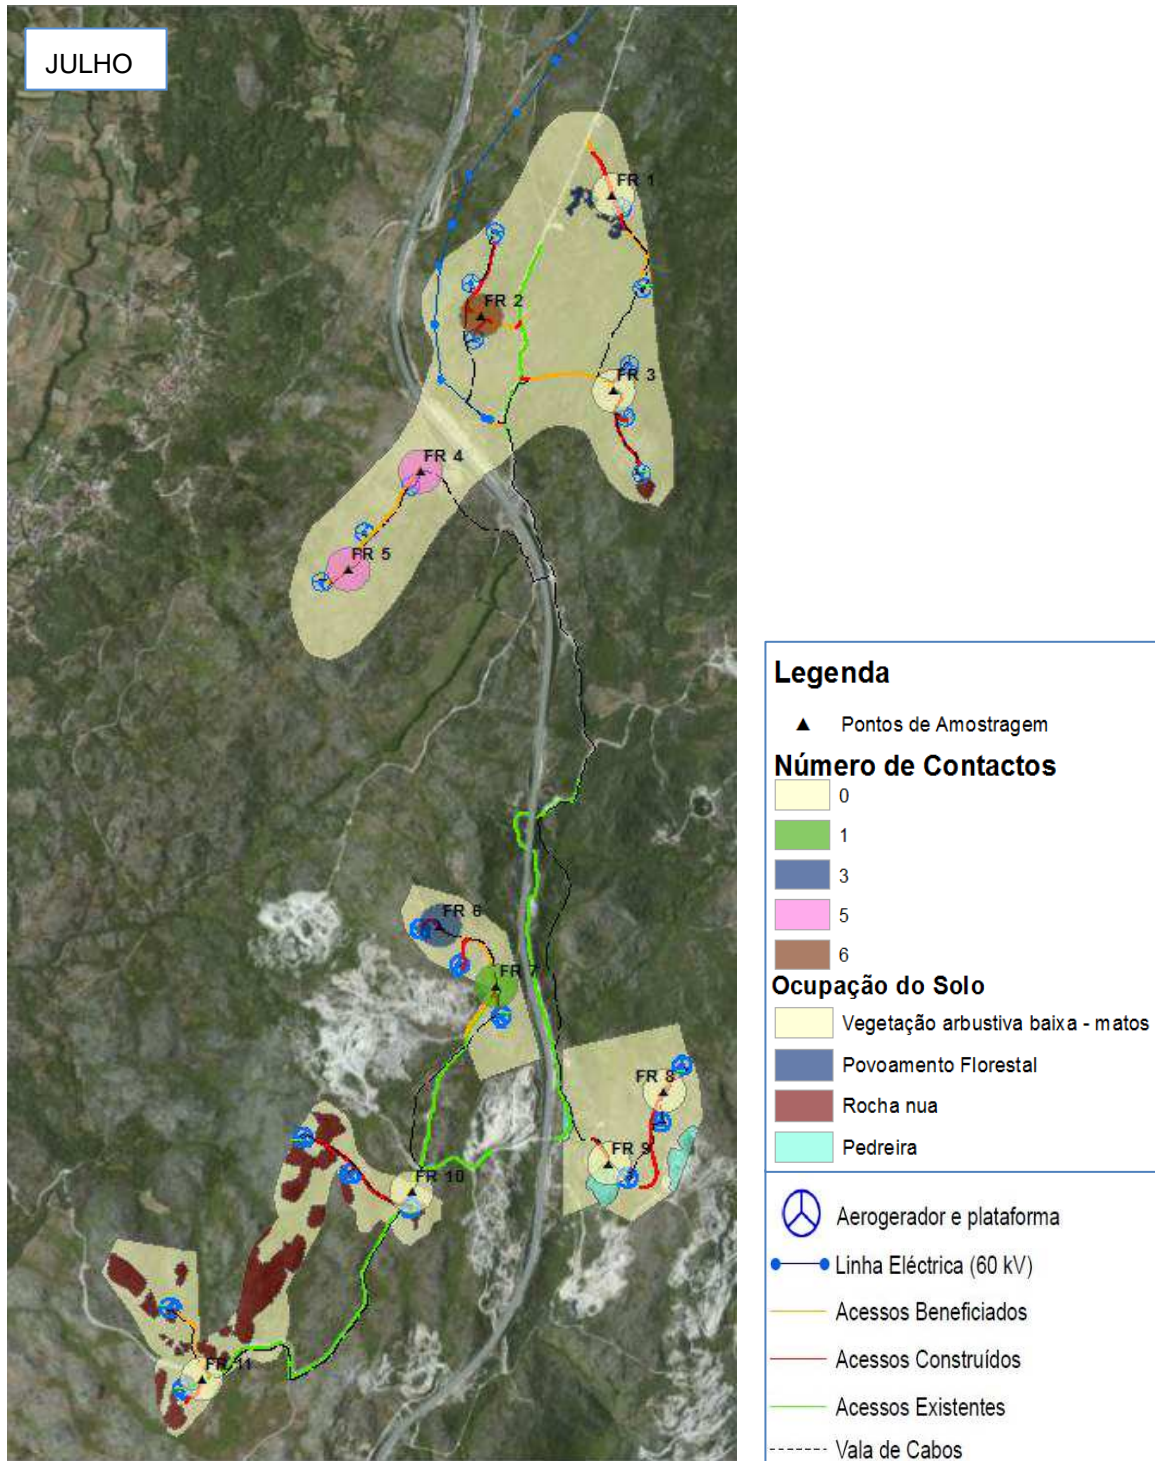 JULHO
FR 1
FR 2
FR 3
FR 4
FR 5
FR 6
FR 7
FR 8
FR 9
FR 10
FR 11
Legenda
Pontos de Amostragem
Número de Contactos
0
1
3
5
6
Ocupação do Solo
Vegetação arbustiva baixa - matos
Povoamento Florestal
Rocha nua
Pedreira
Aerogerador e plataforma
Linha Eléctrica (60 kV)
Acessos Beneficiados
Acessos Construídos
Acessos Existentes
Vala de Cabos